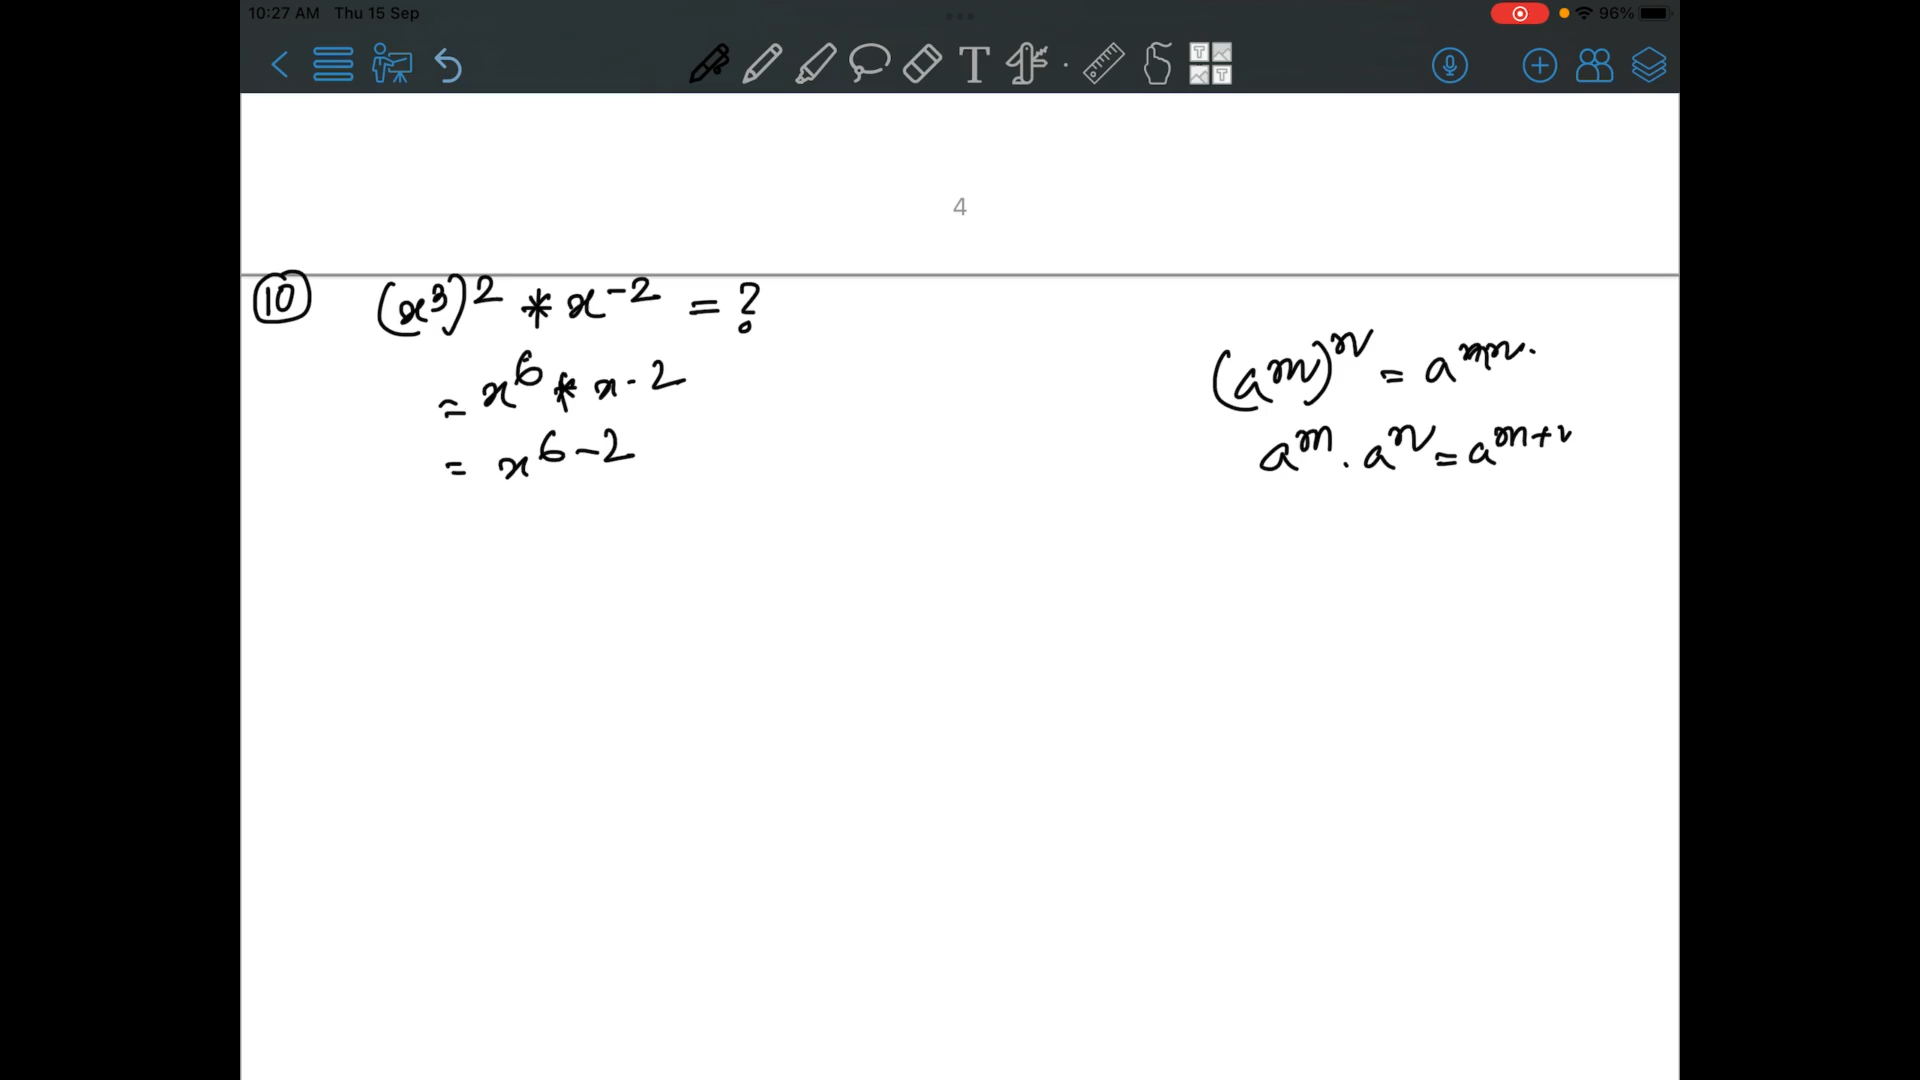 10:27 AM Thu 15 Sep
96%
T
4
⑩ (x³)² * x⁻² = ?
= x⁶ * x⁻²
= x⁶⁻²
(aᵐ)ⁿ = aᵐⁿ.
aᵐ . aⁿ = aᵐ⁺